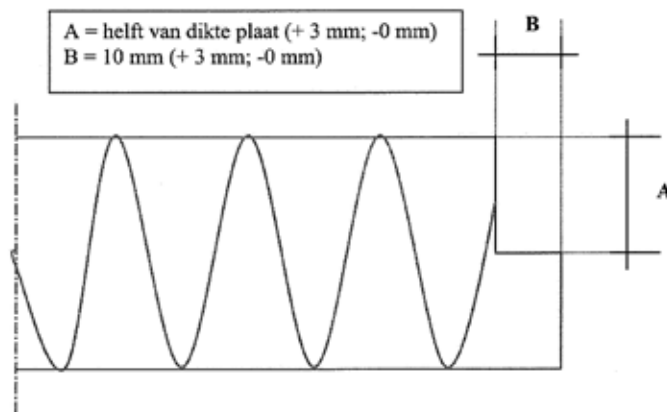 A = helft van dikte plaat (+ 3 mm; -0 mm)
B = 10 mm (+ 3 mm; -0 mm)
B
A